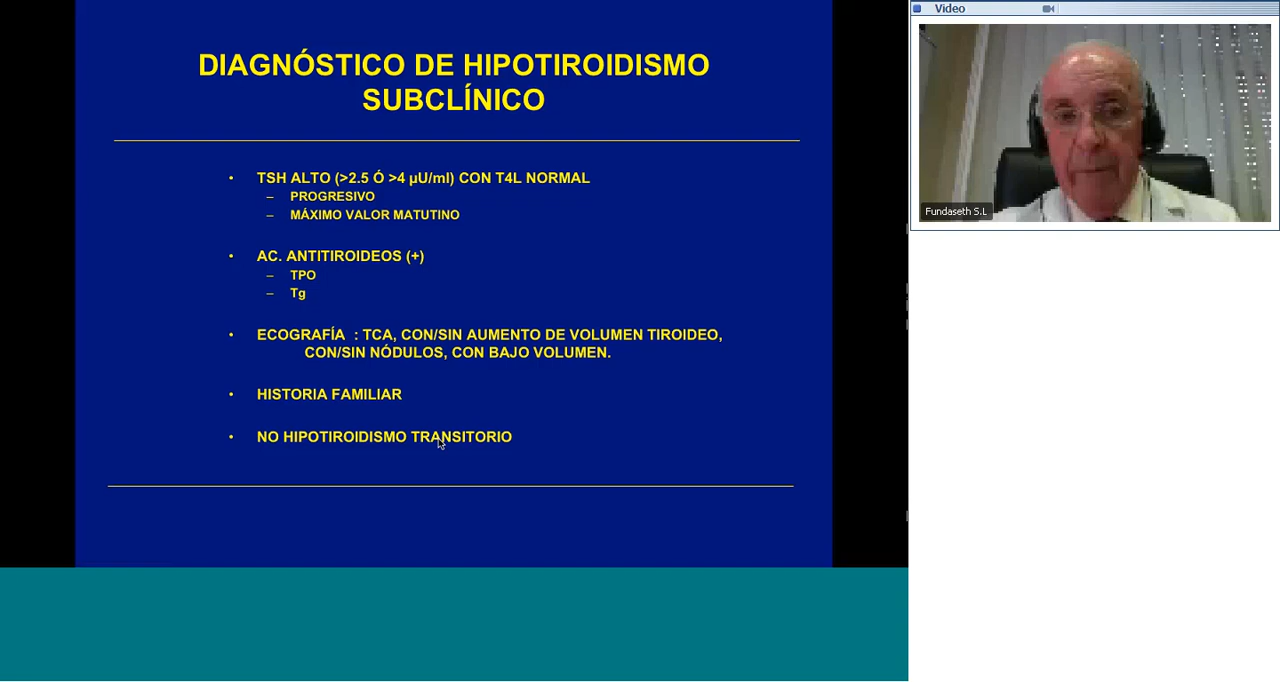 DIAGNÓSTICO DE HIPOTIROIDISMO
SUBCLÍNICO
• TSH ALTO (>2.5 Ó >4 µU/ml) CON T4L NORMAL
– PROGRESIVO
– MÁXIMO VALOR MATUTINO
• AC. ANTITIROIDEOS (+)
– TPO
– Tg
• ECOGRAFÍA : TCA, CON/SIN AUMENTO DE VOLUMEN TIROIDEO,
CON/SIN NÓDULOS, CON BAJO VOLUMEN.
• HISTORIA FAMILIAR
• NO HIPOTIROIDISMO TRANSITORIO
Video
Fundaseth S.L